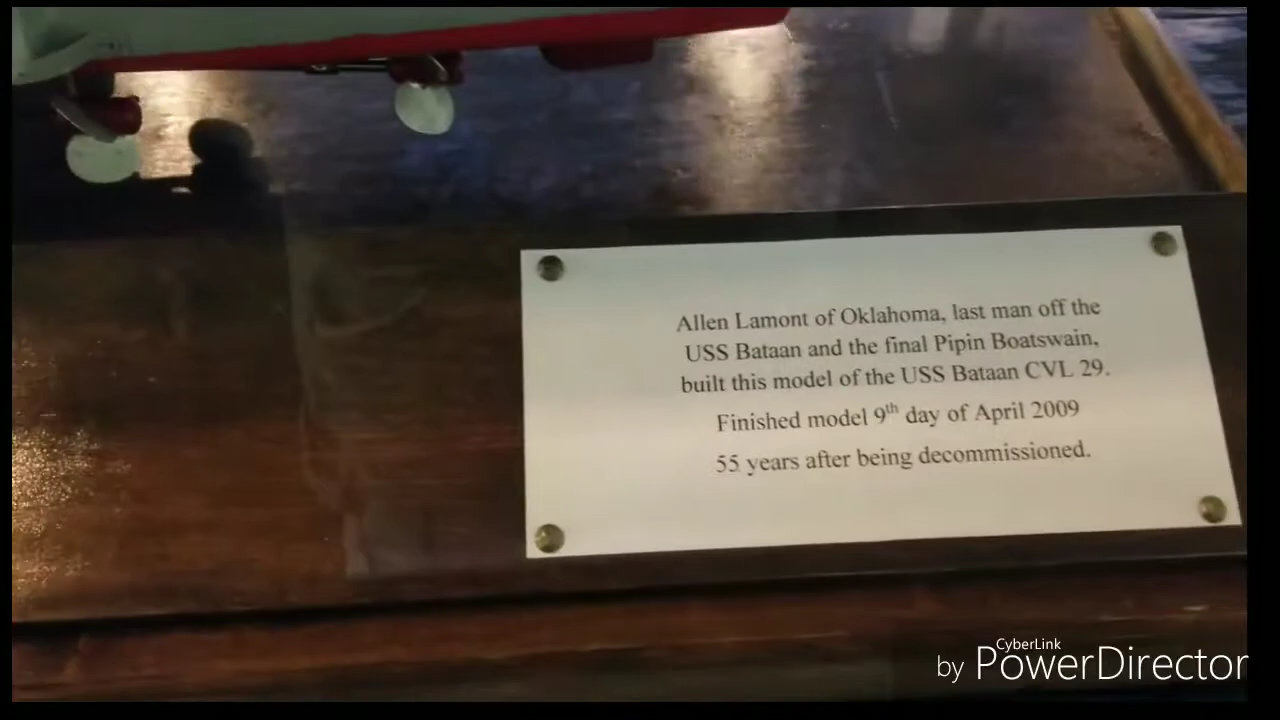 Allen Lamont of Oklahoma, last man off the
USS Bataan and the final Pipin Boatswain,
built this model of the USS Bataan CVL 29.
Finished model 9th day of April 2009
55 years after being decommissioned.
CyberLink
by PowerDirector